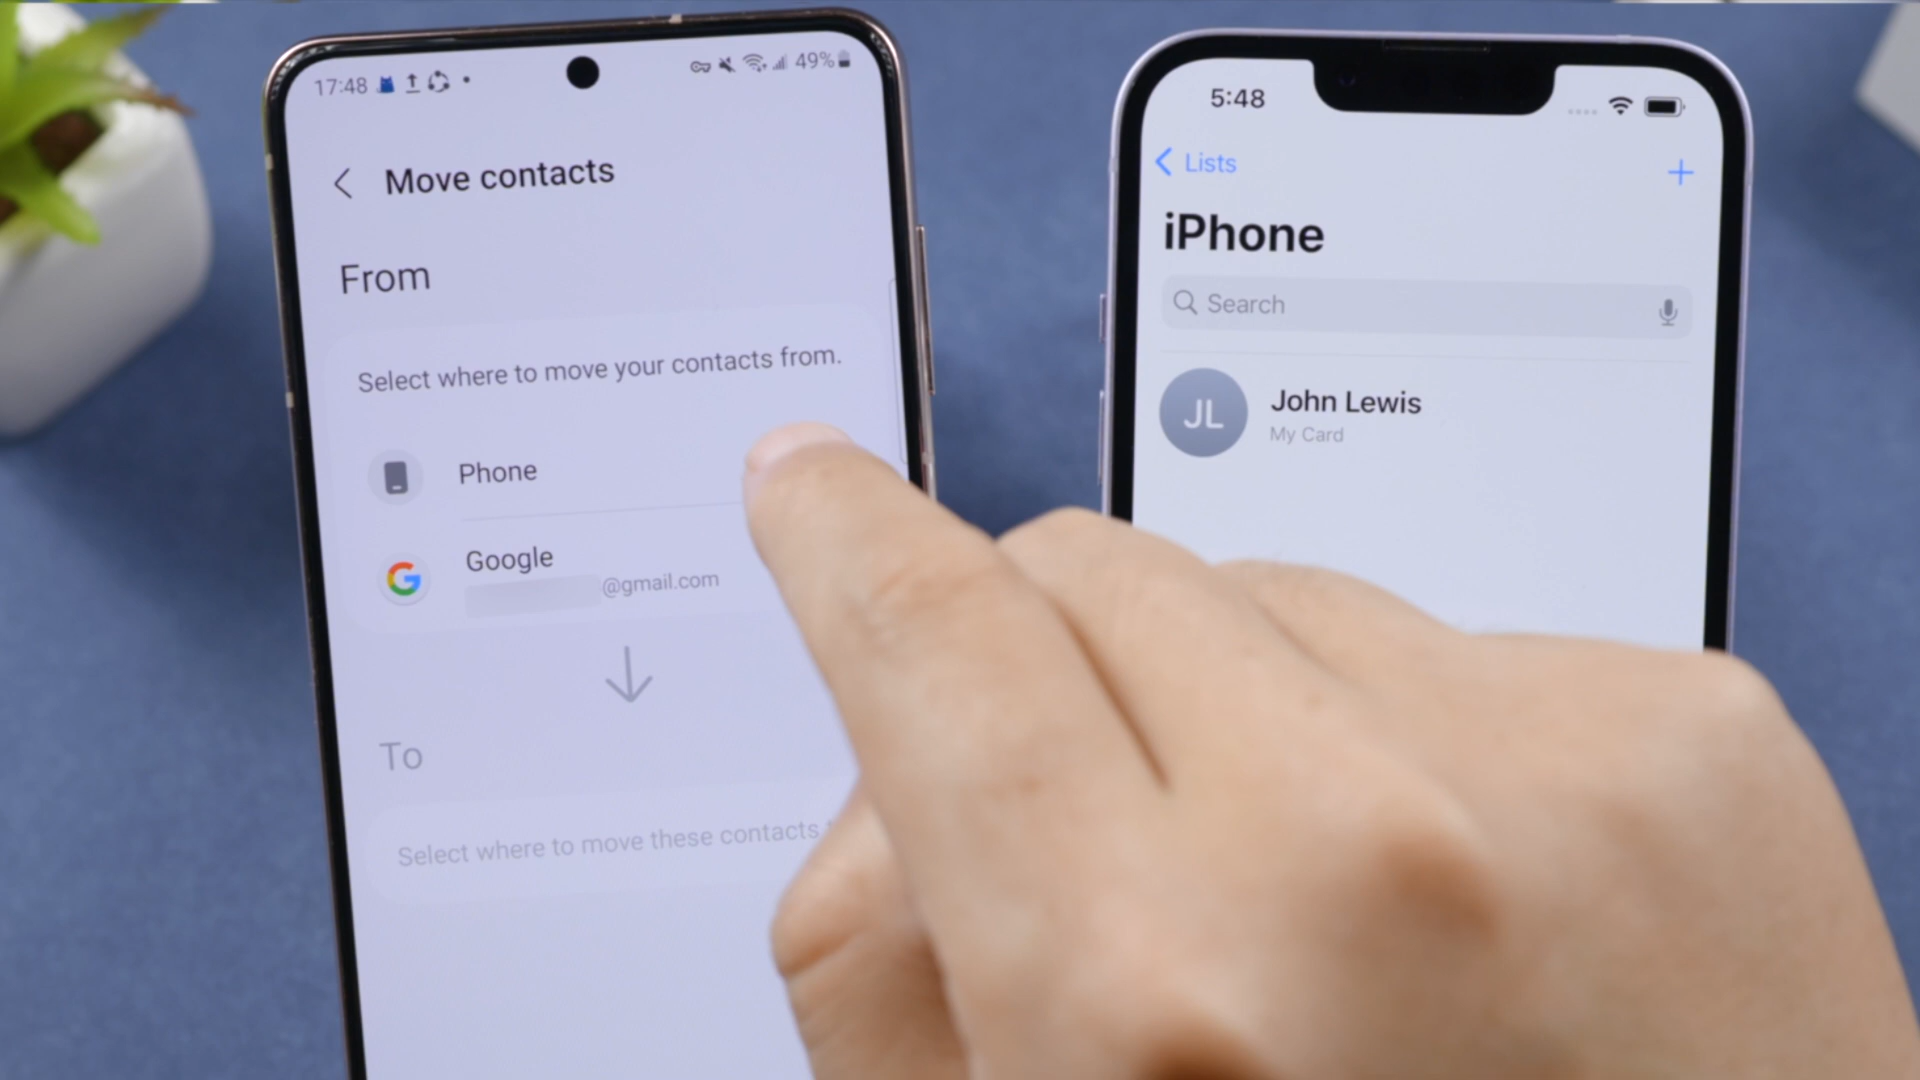 17:48
49%
Move contacts
From
Select where to move your contacts from.
Phone
Google
@gmail.com
To
Select where to move these contacts
5:48
Lists
iPhone
Search
JL
John Lewis
My Card